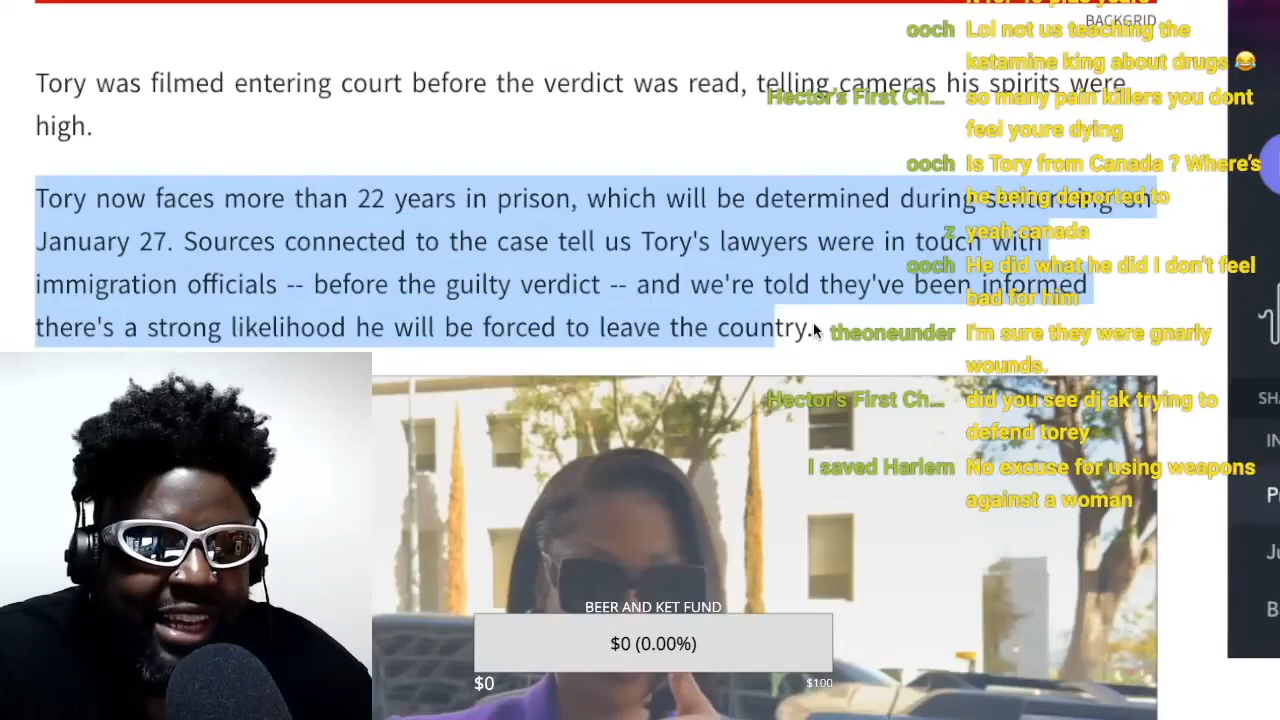 BACKGRID
Tory was filmed entering court before the verdict was read, telling cameras his spirits were
high.
Tory now faces more than 22 years in prison, which will be determined during sentencing on
January 27. Sources connected to the case tell us Tory's lawyers were in touch with
immigration officials -- before the guilty verdict -- and we're told they've been informed
there's a strong likelihood he will be forced to leave the country.
ooch Lol not us teaching the
ketamine king about drugs 😂
Hector's First Ch... so many pain killers you dont
feel youre dying
ooch Is Tory from Canada ? Where's
he being deported to
z yeah canada
ooch He did what he did I don't feel
bad for him
theoneunder I'm sure they were gnarly
wounds.
Hector's First Ch... did you see dj ak trying to
defend torey
I saved Harlem No excuse for using weapons
against a woman
BEER AND KET FUND
$0 (0.00%)
$0 $100